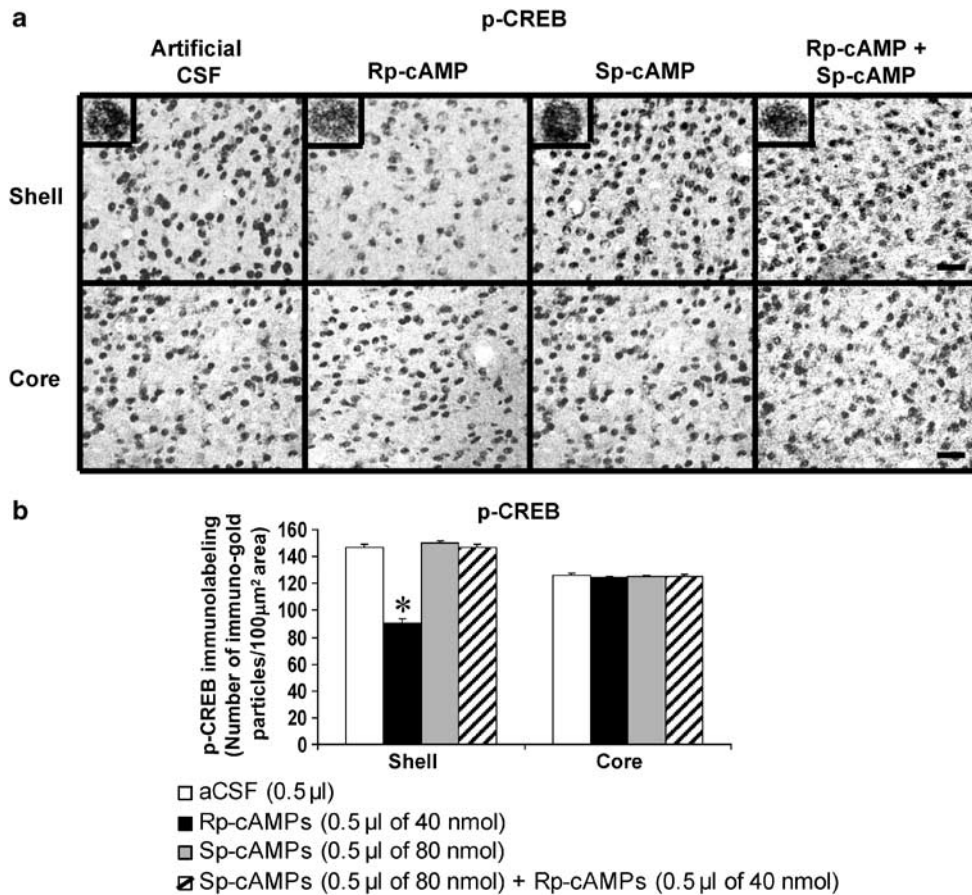 a
p-CREB
Artificial
CSF
Rp-cAMP
Sp-cAMP
Rp-cAMP +
Sp-cAMP
Shell
Core
b
p-CREB
p-CREB immunolabeling
(Number of immuno-gold
particles/100µm² area)
160
140
120
100
80
60
40
20
0
*
Shell
Core
aCSF (0.5 µl)
Rp-cAMPs (0.5 µl of 40 nmol)
Sp-cAMPs (0.5 µl of 80 nmol)
Sp-cAMPs (0.5 µl of 80 nmol) + Rp-cAMPs (0.5 µl of 40 nmol)